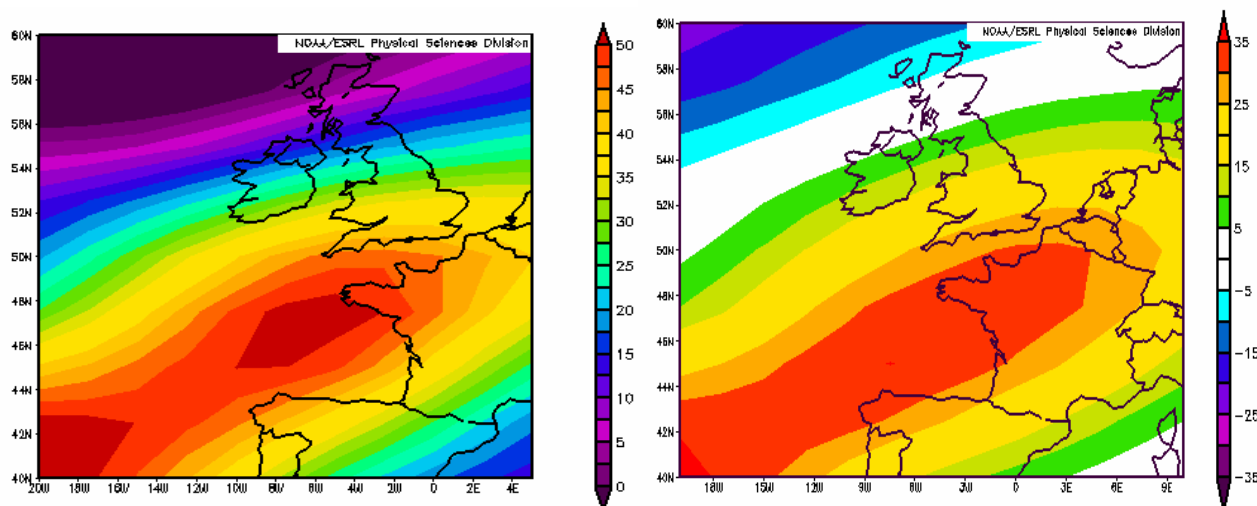 NOAA/ESRL Physical Sciences Division
60N
58N
56N
54N
52N
50N
48N
46N
44N
42N
40N
20W 18W 16W 14W 12W 10W 8W 6W 4W 2W 0 2E 4E
50
45
40
35
30
25
20
15
10
5
0
NOAA/ESRL Physical Sciences Division
60N
58N
56N
54N
52N
50N
48N
46N
44N
42N
40N
18W 15W 12W 9W 6W 3W 0 3E 6E 9E
35
25
15
5
-5
-15
-25
-35